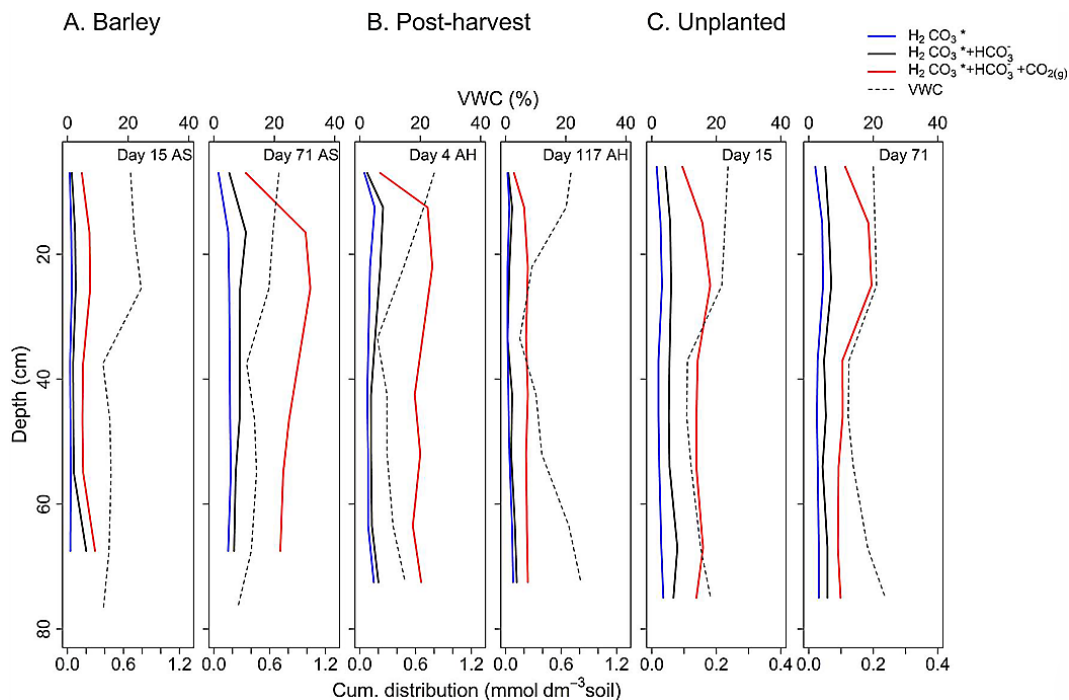 A. Barley
B. Post-harvest
C. Unplanted
H₂ CO₃*
H₂ CO₃*+HCO₃⁻
H₂ CO₃*+HCO₃⁻+CO₂(g)
VWC
VWC (%)
0 20 40 0 20 40 0 20 40 0 20 40 0 20 40 0 20 40
Day 15 AS
Day 71 AS
Day 4 AH
Day 117 AH
Day 15
Day 71
Depth (cm)
20
40
60
80
0.0 0.6 1.2 0.0 0.6 1.2 0.0 0.6 1.2 0.0 0.6 1.2 0.0 0.2 0.4 0.0 0.2 0.4
Cum. distribution (mmol dm⁻³soil)